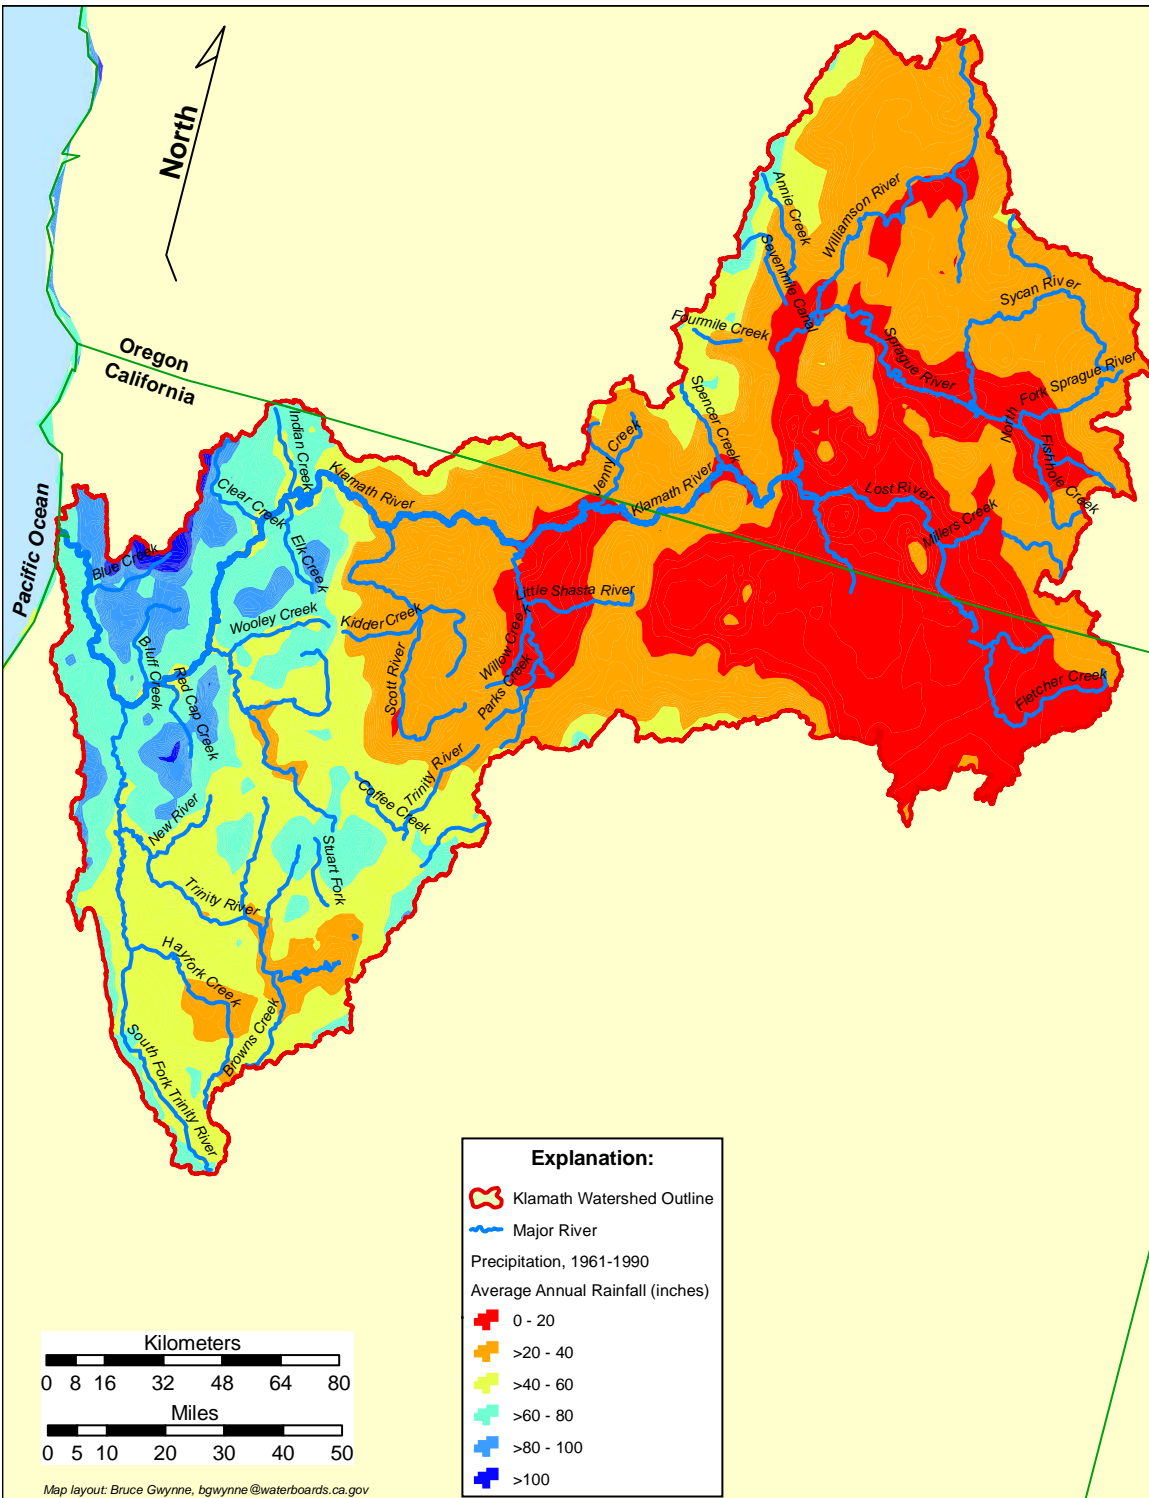 North
Annie Creek
Williamson River
Sevenmile Canal
Sycan River
Fourmile Creek
Oregon
California
Sprague River
North
Fork Sprague River
Spencer Creek
Indian Creek
Jenny Creek
Fishhole Creek
Klamath River
Klamath River
Clear Creek
Lost River
Millers Creek
Pacific Ocean
Elk Creek
Blue Creek
Little Shasta River
Wooley Creek
Kidder Creek
Willow Creek
Bluff Creek
Red Cap Creek
Scott River
Parks Creek
Fletcher Creek
Trinity River
Coffee Creek
New River
Stuart Fork
Trinity River
Hayfork Creek
Browns Creek
South Fork Trinity River
Explanation:
Klamath Watershed Outline
Major River
Precipitation, 1961-1990
Average Annual Rainfall (inches)
0 - 20
>20 - 40
>40 - 60
>60 - 80
>80 - 100
>100
Kilometers
0 8 16 32 48 64 80
Miles
0 5 10 20 30 40 50
Map layout: Bruce Gwynne, bgwynne@waterboards.ca.gov